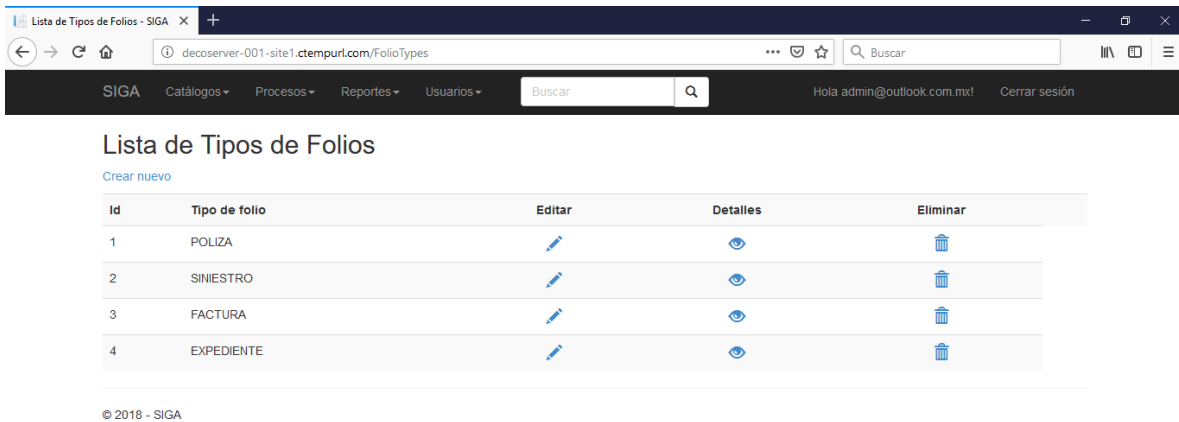 Lista de Tipos de Folios - SIGA
decoserver-001-site1.ctempurl.com/FolioTypes
Buscar
SIGA Catálogos Procesos Reportes Usuarios Buscar Hola admin@outlook.com.mx! Cerrar sesión
Lista de Tipos de Folios
Crear nuevo
Id Tipo de folio Editar Detalles Eliminar
1 POLIZA
2 SINIESTRO
3 FACTURA
4 EXPEDIENTE
© 2018 - SIGA